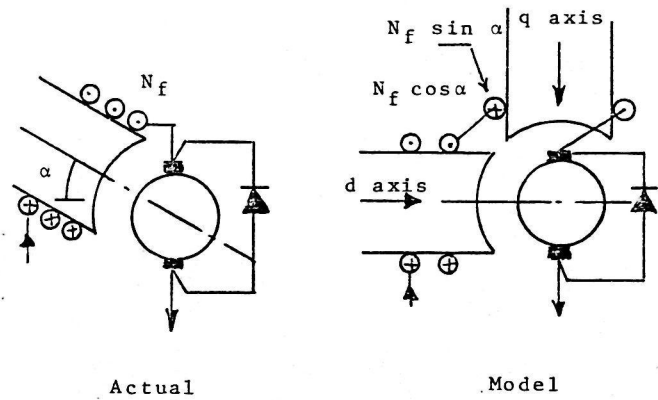 N_f
α
Actual
N_f sin α
q axis
N_f cosα
d axis
Model